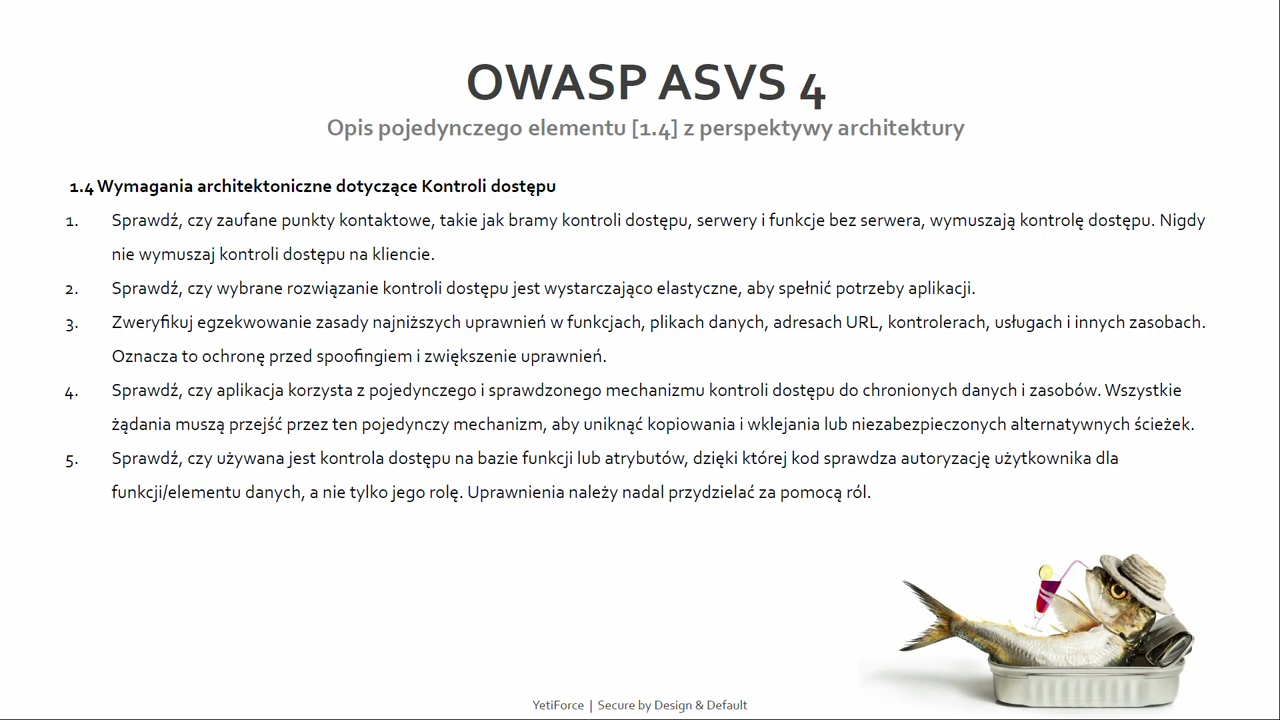 OWASP ASVS 4
Opis pojedynczego elementu [1.4] z perspektywy architektury
1.4 Wymagania architektoniczne dotyczące Kontroli dostępu
1. Sprawdź, czy zaufane punkty kontaktowe, takie jak bramy kontroli dostępu, serwery i funkcje bez serwera, wymuszają kontrolę dostępu. Nigdy
nie wymuszaj kontroli dostępu na kliencie.
2. Sprawdź, czy wybrane rozwiązanie kontroli dostępu jest wystarczająco elastyczne, aby spełnić potrzeby aplikacji.
3. Zweryfikuj egzekwowanie zasady najniższych uprawnień w funkcjach, plikach danych, adresach URL, kontrolerach, usługach i innych zasobach.
Oznacza to ochronę przed spoofingiem i zwiększenie uprawnień.
4. Sprawdź, czy aplikacja korzysta z pojedynczego i sprawdzonego mechanizmu kontroli dostępu do chronionych danych i zasobów. Wszystkie
żądania muszą przejść przez ten pojedynczy mechanizm, aby uniknąć kopiowania i wklejania lub niezabezpieczonych alternatywnych ścieżek.
5. Sprawdź, czy używana jest kontrola dostępu na bazie funkcji lub atrybutów, dzięki której kod sprawdza autoryzację użytkownika dla
funkcji/elementu danych, a nie tylko jego rolę. Uprawnienia należy nadal przydzielać za pomocą ról.
YetiForce | Secure by Design & Default